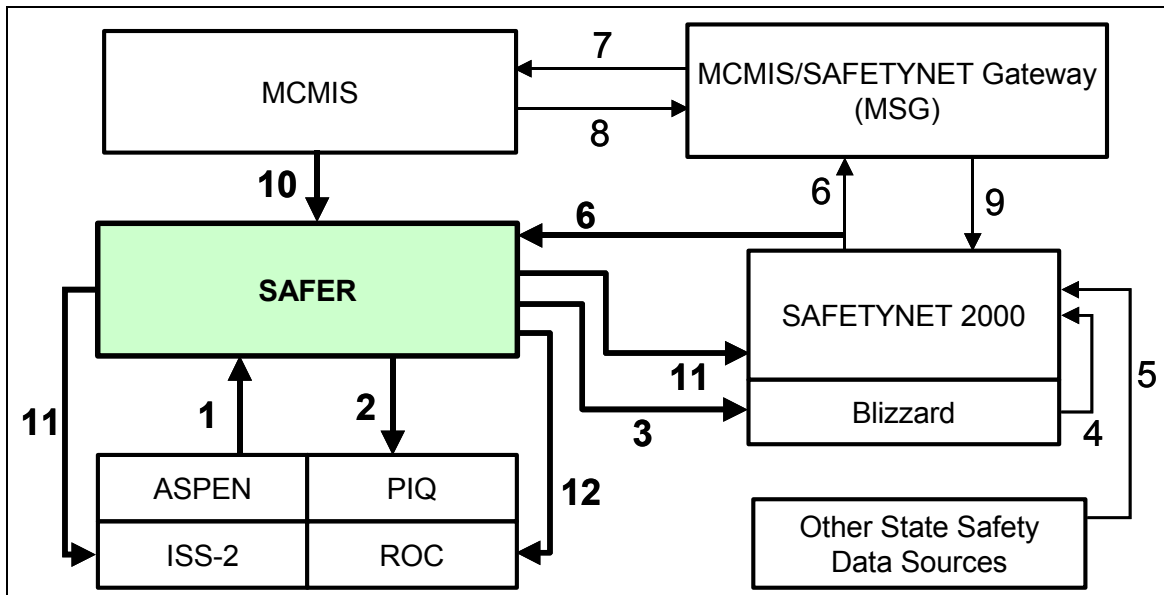 MCMIS
7
8
MCMIS/SAFETYNET Gateway
(MSG)
10
6
6
9
SAFER
SAFETYNET 2000
11
11
1
2
3
Blizzard
4
5
12
ASPEN
PIQ
ISS-2
ROC
Other State Safety
Data Sources